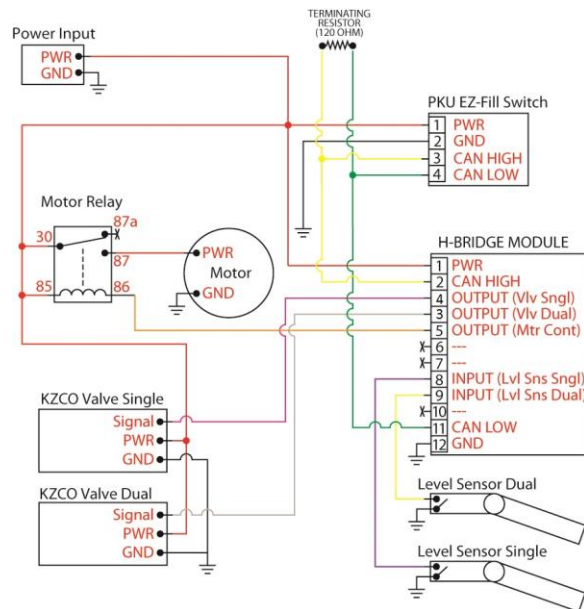 Power Input
PWR
GND
TERMINATING
RESISTOR
(120 OHM)
PKU EZ-Fill Switch
1 PWR
2 GND
3 CAN HIGH
4 CAN LOW
Motor Relay
87a
30
87
85
86
PWR
Motor
GND
H-BRIDGE MODULE
1 PWR
2 CAN HIGH
4 OUTPUT (Vlv Sngl)
3 OUTPUT (Vlv Dual)
5 OUTPUT (Mtr Cont)
6 ---
7 ---
8 INPUT (Lvl Sns Sngl)
9 INPUT (Lvl Sns Dual)
10 ---
11 CAN LOW
12 GND
KZCO Valve Single
Signal
PWR
GND
KZCO Valve Dual
Signal
PWR
GND
Level Sensor Dual
Level Sensor Single